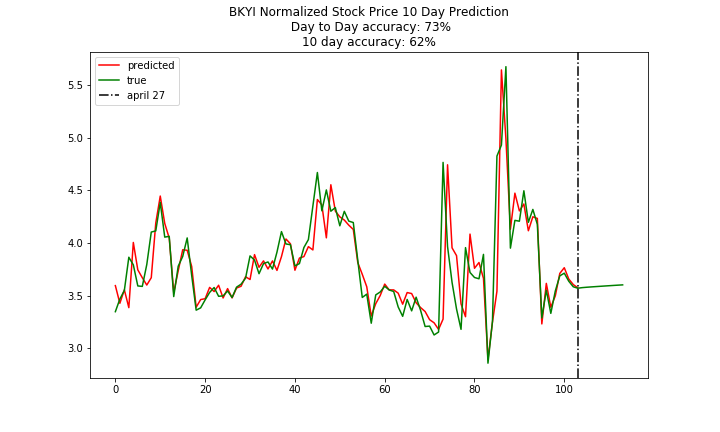 BKYI Normalized Stock Price 10 Day Prediction
Day to Day accuracy: 73%
10 day accuracy: 62%
predicted
true
april 27
5.5
5.0
4.5
4.0
3.5
3.0
0 20 40 60 80 100